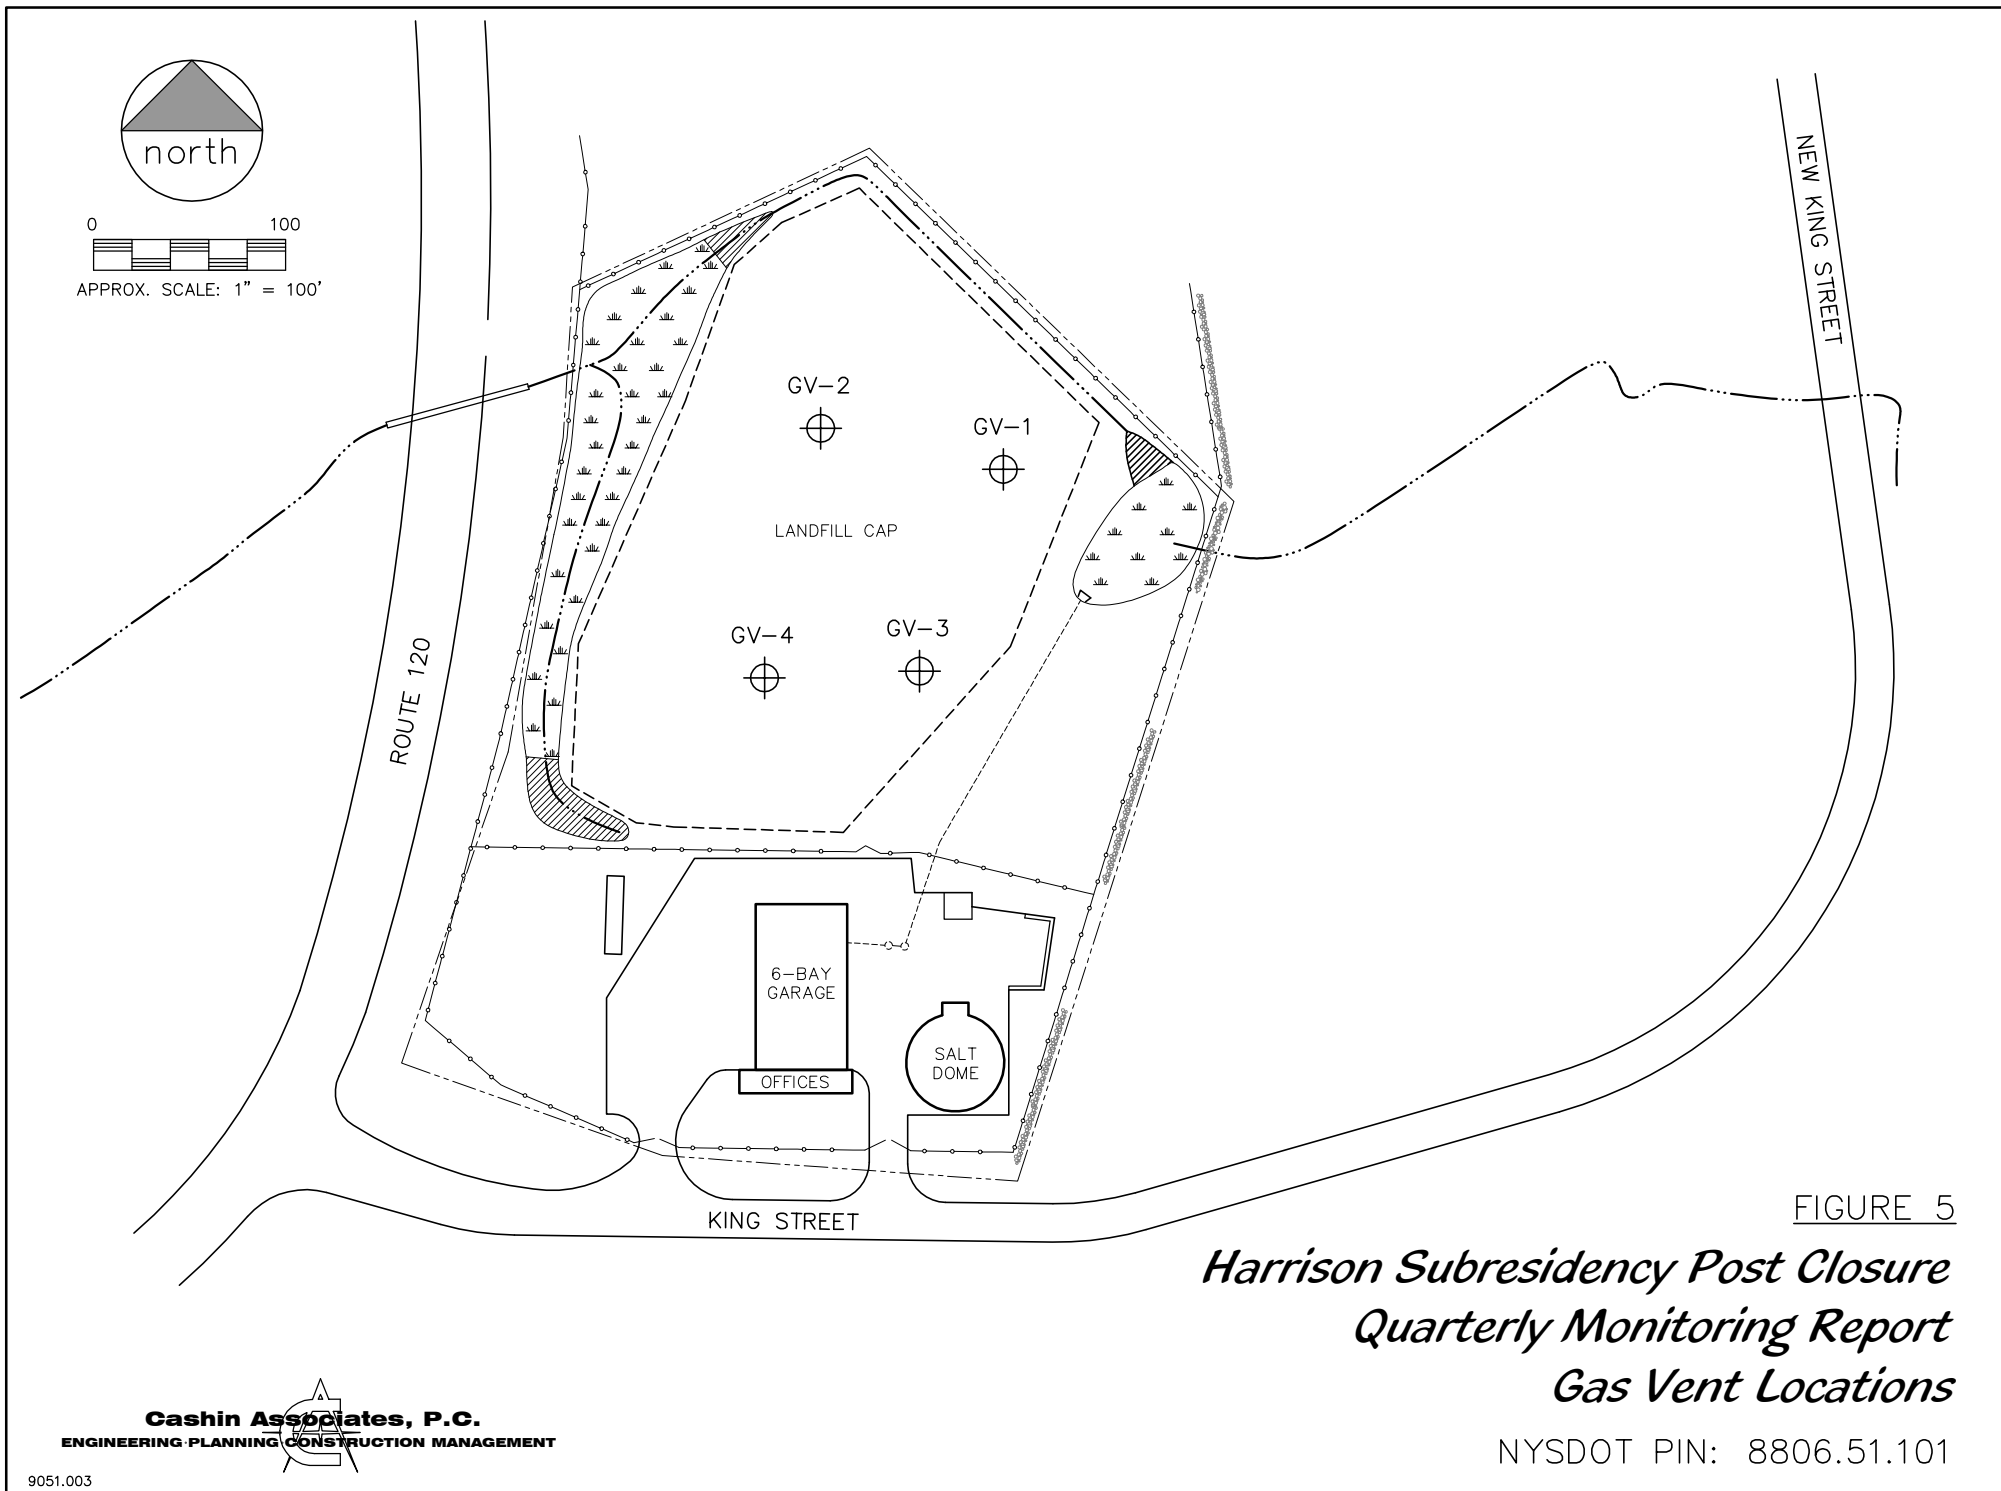 north
0 100
APPROX. SCALE: 1" = 100'
NEW KING STREET
GV-2
GV-1
LANDFILL CAP
GV-4
GV-3
ROUTE 120
6-BAY
GARAGE
OFFICES
SALT
DOME
KING STREET
FIGURE 5
Harrison Subresidency Post Closure
Quarterly Monitoring Report
Gas Vent Locations
NYSDOT PIN: 8806.51.101
Cashin Associates, P.C.
ENGINEERING·PLANNING CONSTRUCTION MANAGEMENT
9051.003